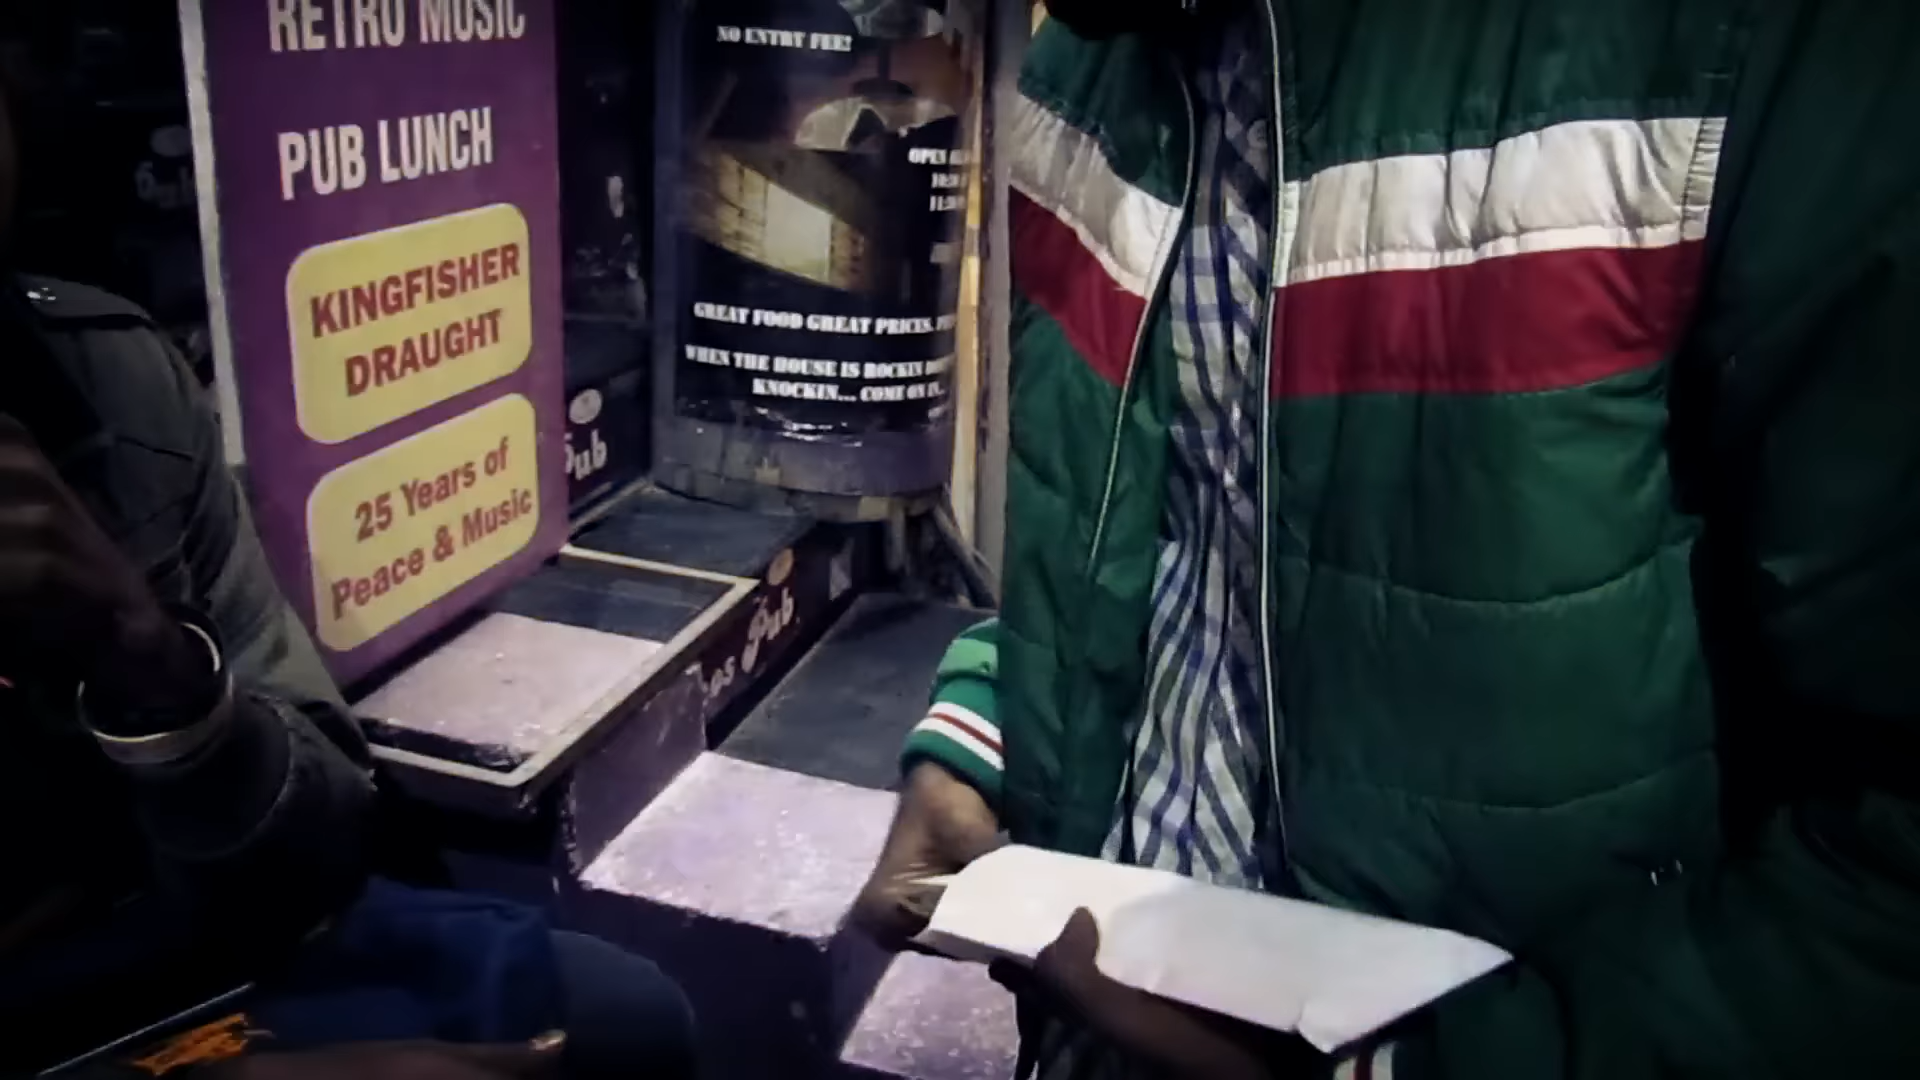 RETRO MUSIC
PUB LUNCH
KINGFISHER
DRAUGHT
25 Years of
Peace & Music
NO ENTRY FEE!
OPEN
GREAT FOOD GREAT PRICES.
WHEN THE HOUSE IS ROCKIN
KNOCKIN... COME ON IN..
Pub
Pub